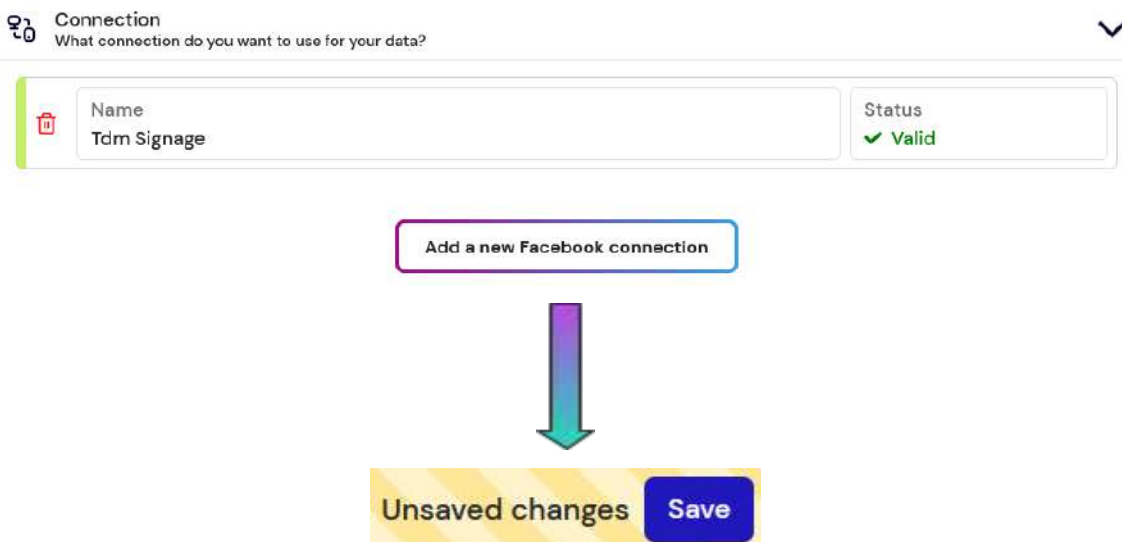 Connection
What connection do you want to use for your data?
Name
Tdm Signage
Status
Valid
Add a new Facebook connection
Unsaved changes Save